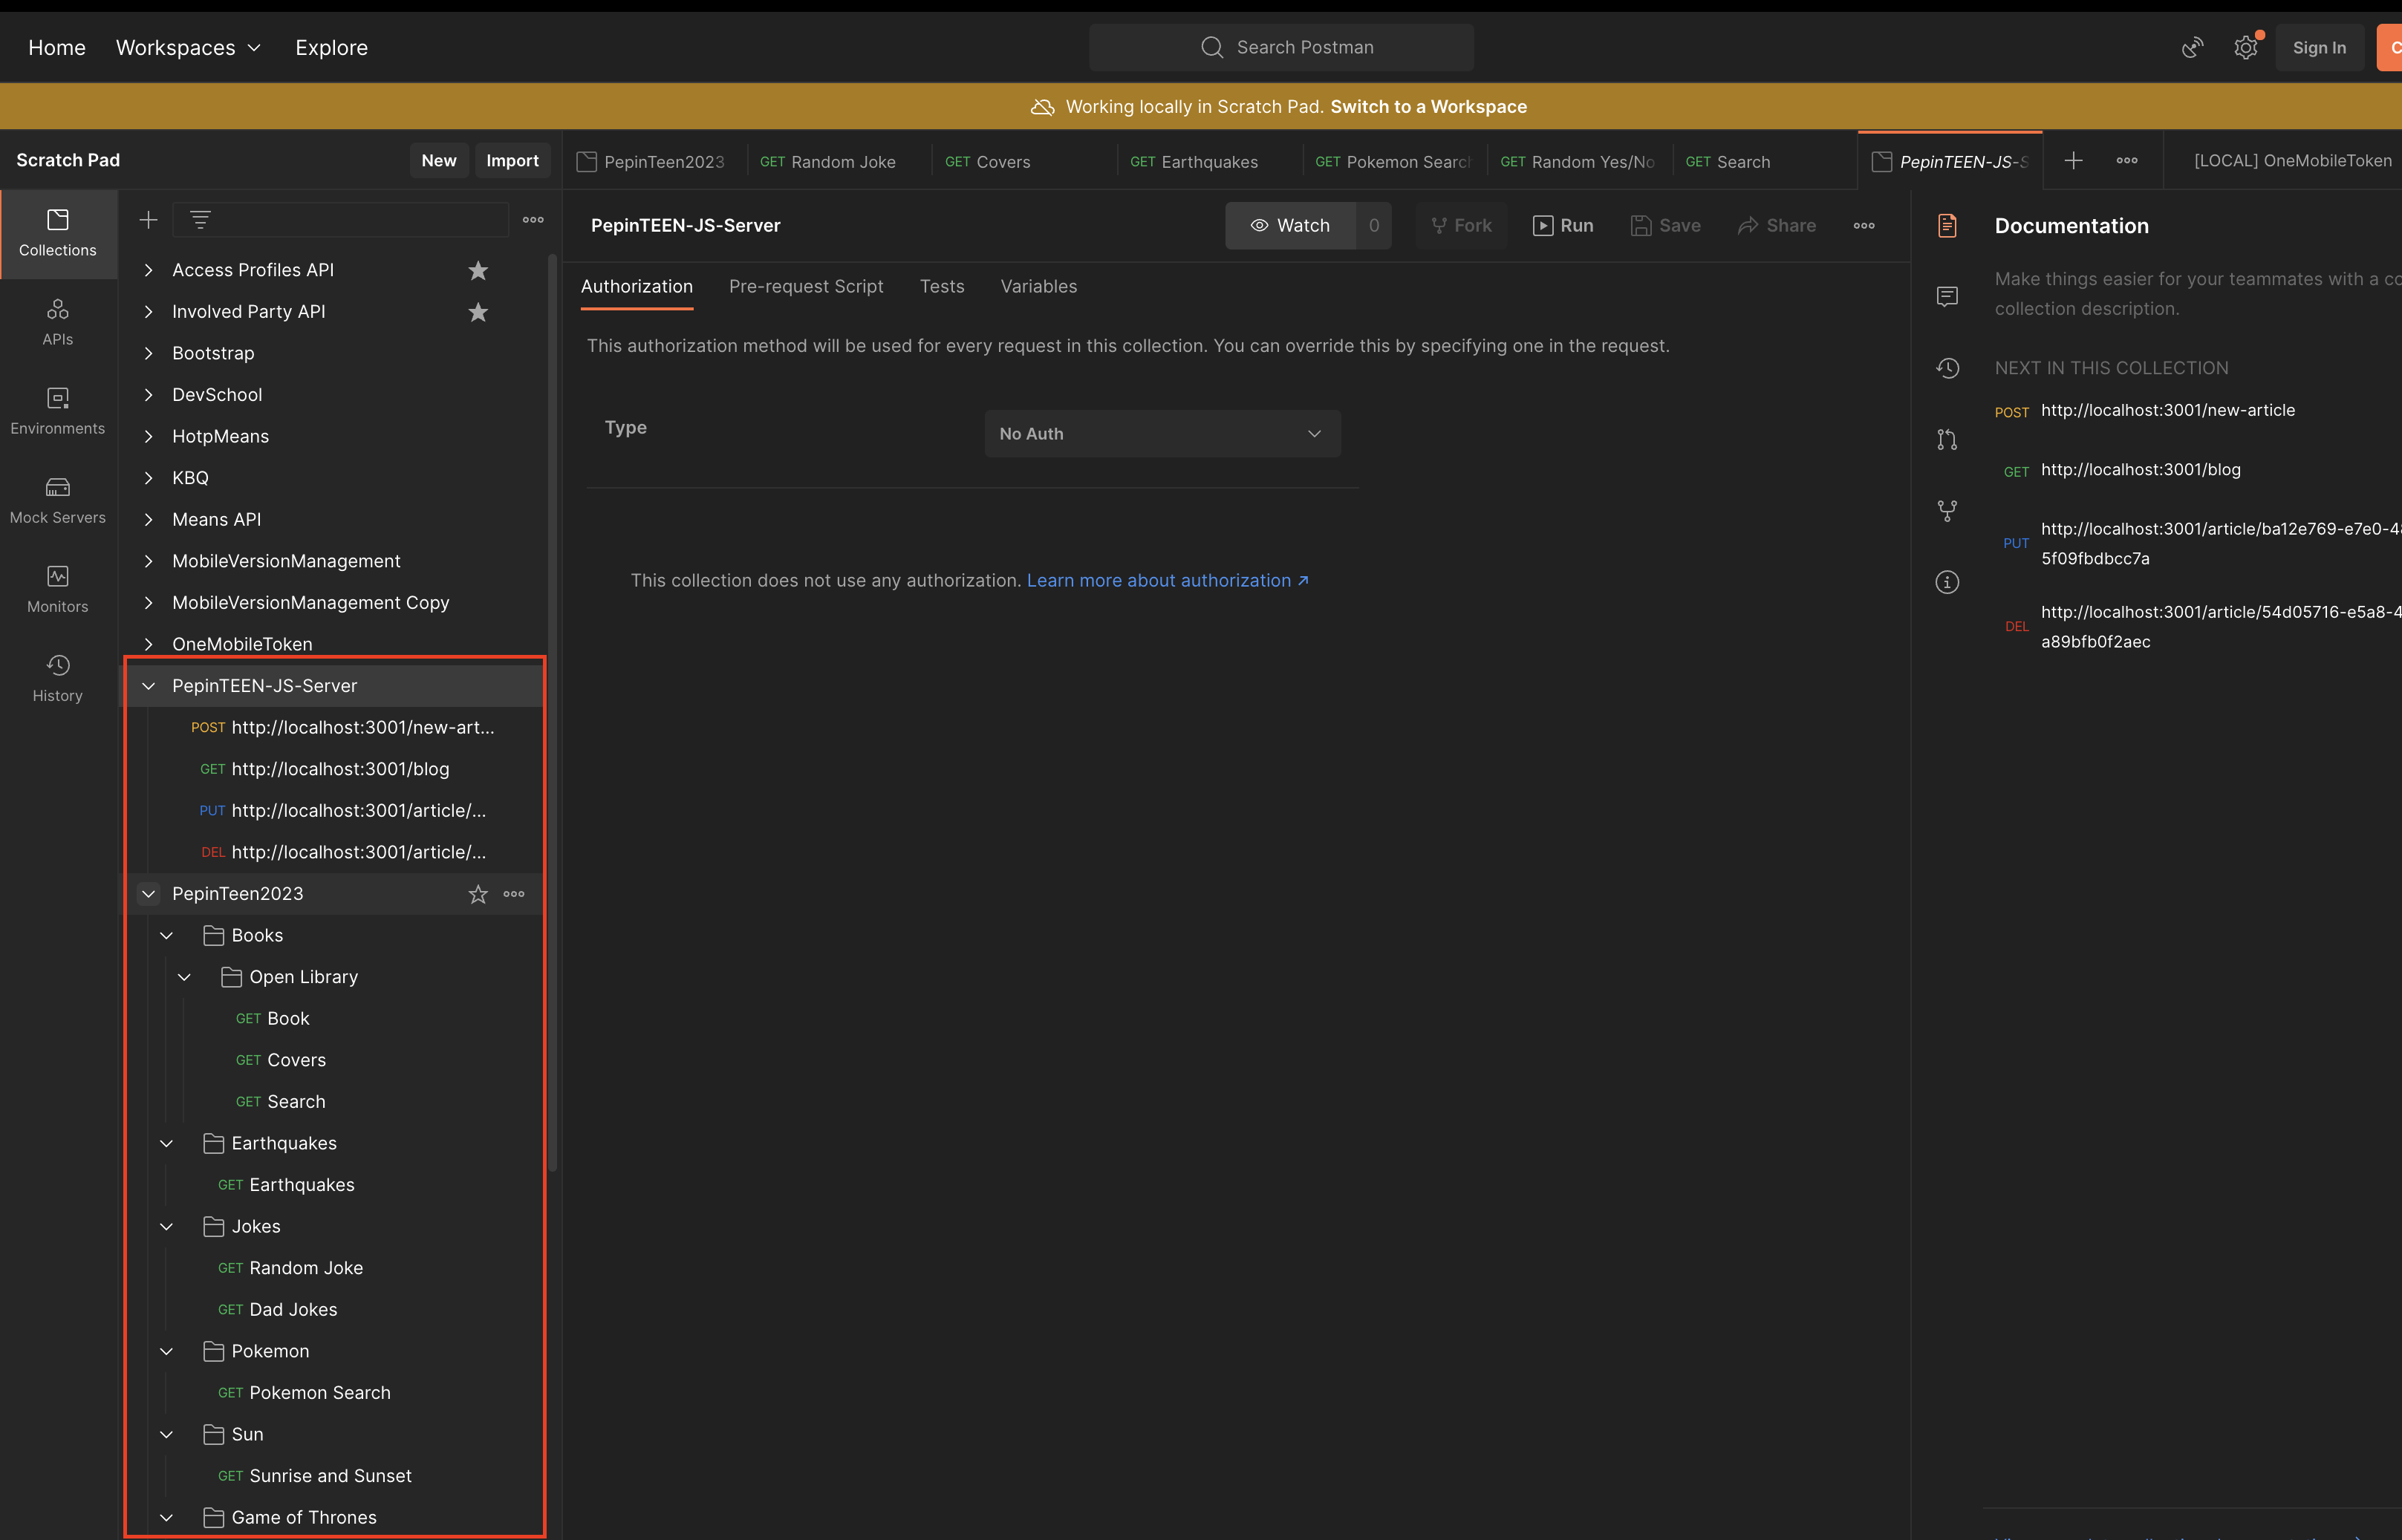 Home Workspaces Explore Search Postman Sign In
Working locally in Scratch Pad. Switch to a Workspace
Scratch Pad New Import
PepinTeen2023 GET Random Joke GET Covers GET Earthquakes GET Pokemon Search GET Random Yes/No GET Search PepinTEEN-JS-S [LOCAL] OneMobileToken
Collections
APIs
Environments
Mock Servers
Monitors
History
Access Profiles API
Involved Party API
Bootstrap
DevSchool
HotpMeans
KBQ
Means API
MobileVersionManagement
MobileVersionManagement Copy
OneMobileToken
PepinTEEN-JS-Server
POST http://localhost:3001/new-art...
GET http://localhost:3001/blog
PUT http://localhost:3001/article/...
DEL http://localhost:3001/article/...
PepinTeen2023
Books
Open Library
GET Book
GET Covers
GET Search
Earthquakes
GET Earthquakes
Jokes
GET Random Joke
GET Dad Jokes
Pokemon
GET Pokemon Search
Sun
GET Sunrise and Sunset
Game of Thrones
PepinTEEN-JS-Server Watch 0 Fork Run Save Share
Authorization Pre-request Script Tests Variables
This authorization method will be used for every request in this collection. You can override this by specifying one in the request.
Type No Auth
This collection does not use any authorization. Learn more about authorization ↗
Documentation
Make things easier for your teammates with a co
collection description.
NEXT IN THIS COLLECTION
POST http://localhost:3001/new-article
GET http://localhost:3001/blog
PUT http://localhost:3001/article/ba12e769-e7e0-48
5f09fbdbcc7a
DEL http://localhost:3001/article/54d05716-e5a8-4
a89bfb0f2aec